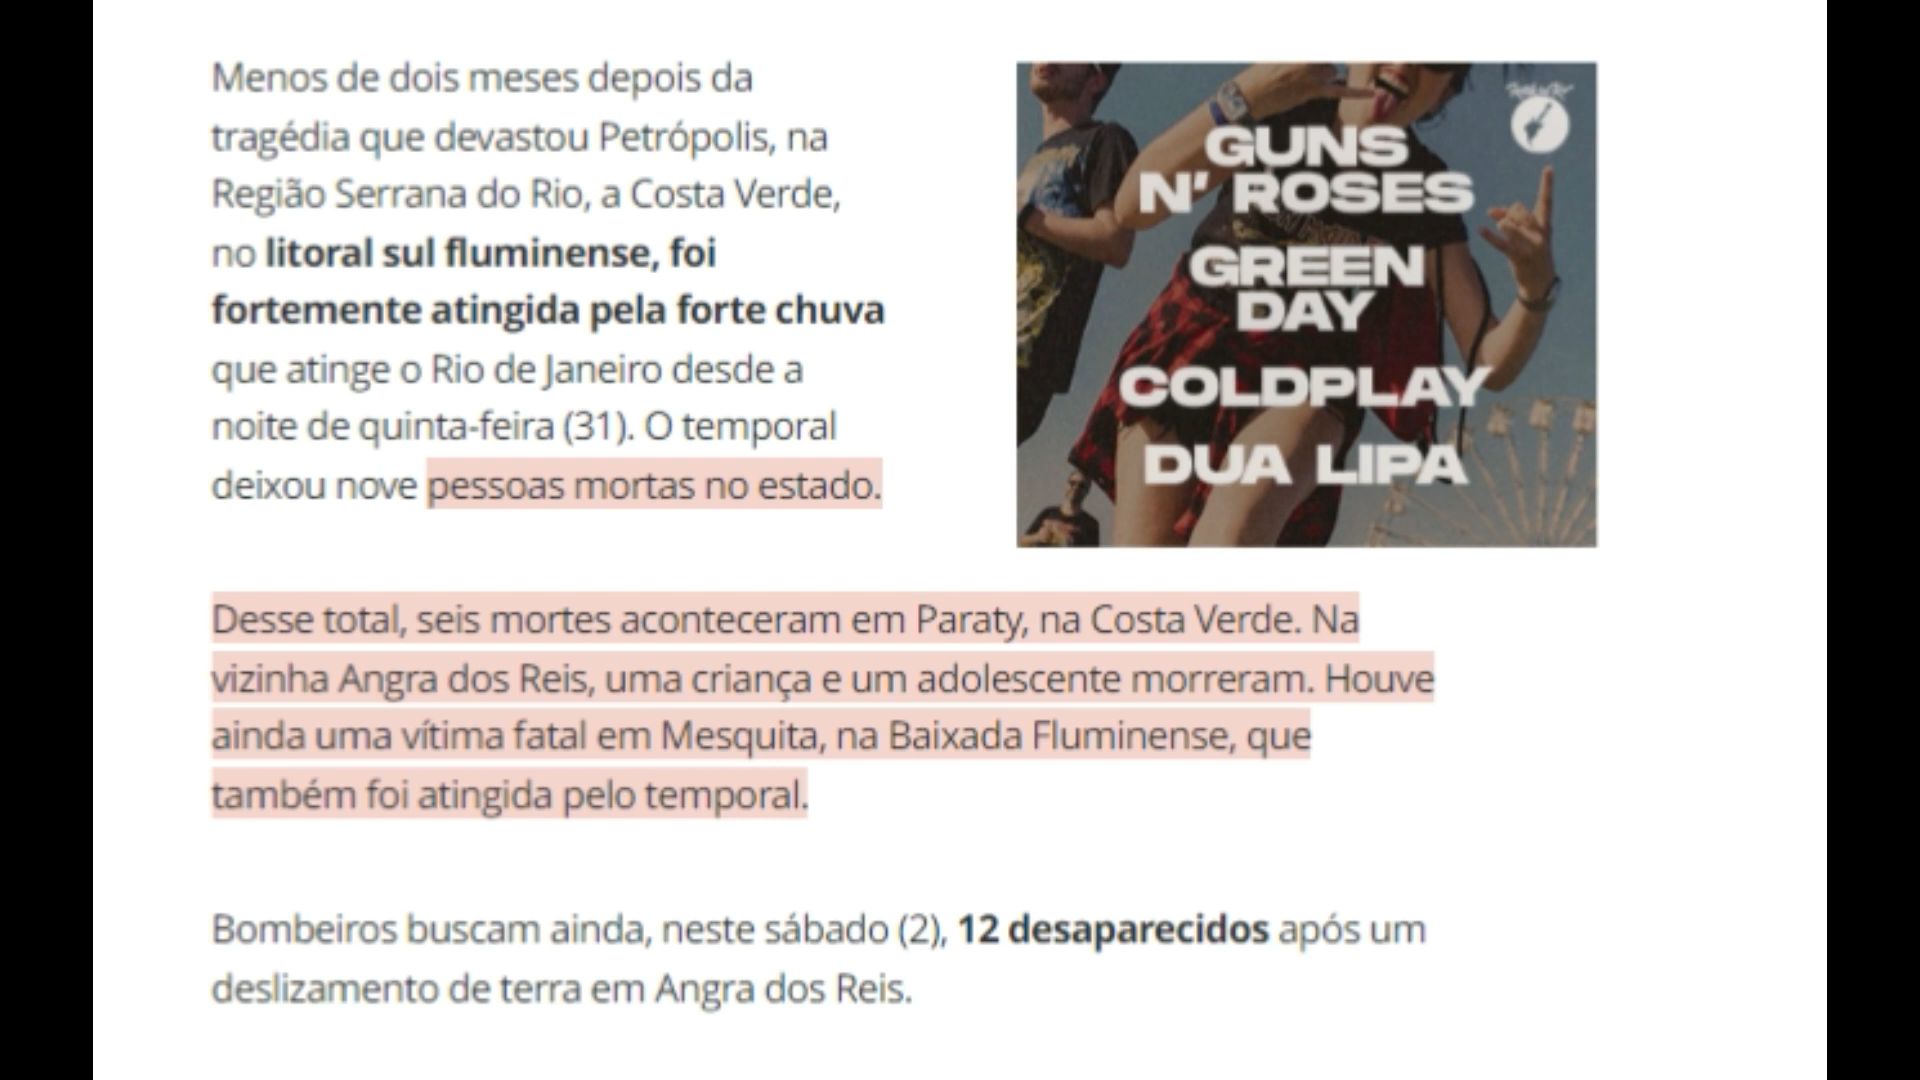 Menos de dois meses depois da
tragédia que devastou Petrópolis, na
Região Serrana do Rio, a Costa Verde,
no litoral sul fluminense, foi
fortemente atingida pela forte chuva
que atinge o Rio de Janeiro desde a
noite de quinta-feira (31). O temporal
deixou nove pessoas mortas no estado.
GUNS
N' ROSES
GREEN
DAY
COLDPLAY
DUA LIPA
Desse total, seis mortes aconteceram em Paraty, na Costa Verde. Na
vizinha Angra dos Reis, uma criança e um adolescente morreram. Houve
ainda uma vítima fatal em Mesquita, na Baixada Fluminense, que
também foi atingida pelo temporal.
Bombeiros buscam ainda, neste sábado (2), 12 desaparecidos após um
deslizamento de terra em Angra dos Reis.